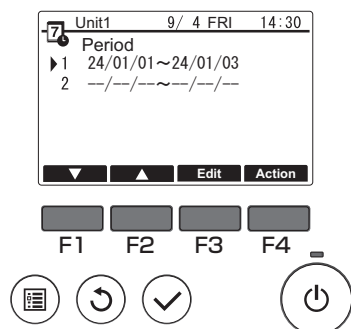 7 Unit1 9/ 4 FRI 14:30
Period
1 24/01/01～24/01/03
2 --/--/--～--/--/--
▼ ▲ Edit Action
F1 F2 F3 F4